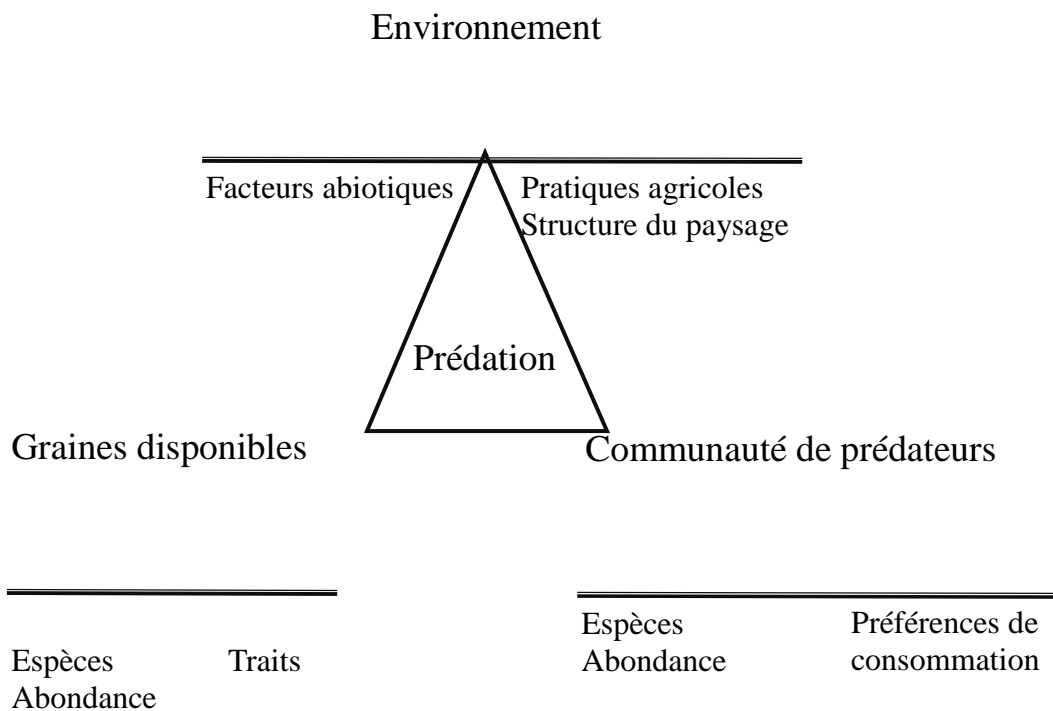 Environnement
Facteurs abiotiques
Pratiques agricoles
Structure du paysage
Prédation
Graines disponibles
Communauté de prédateurs
Espèces
Abondance
Traits
Espèces
Abondance
Préférences de
consommation